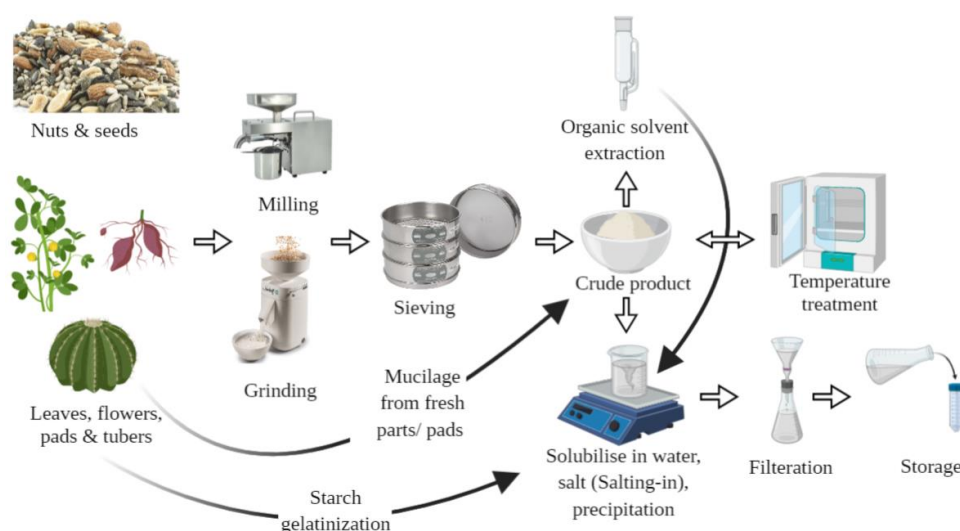 Nuts & seeds
Milling
Grinding
Leaves, flowers,
pads & tubers
Sieving
Mucilage
from fresh
parts/ pads
Starch
gelatinization
Organic solvent
extraction
Crude product
Temperature
treatment
Solubilise in water,
salt (Salting-in),
precipitation
Filteration
Storage